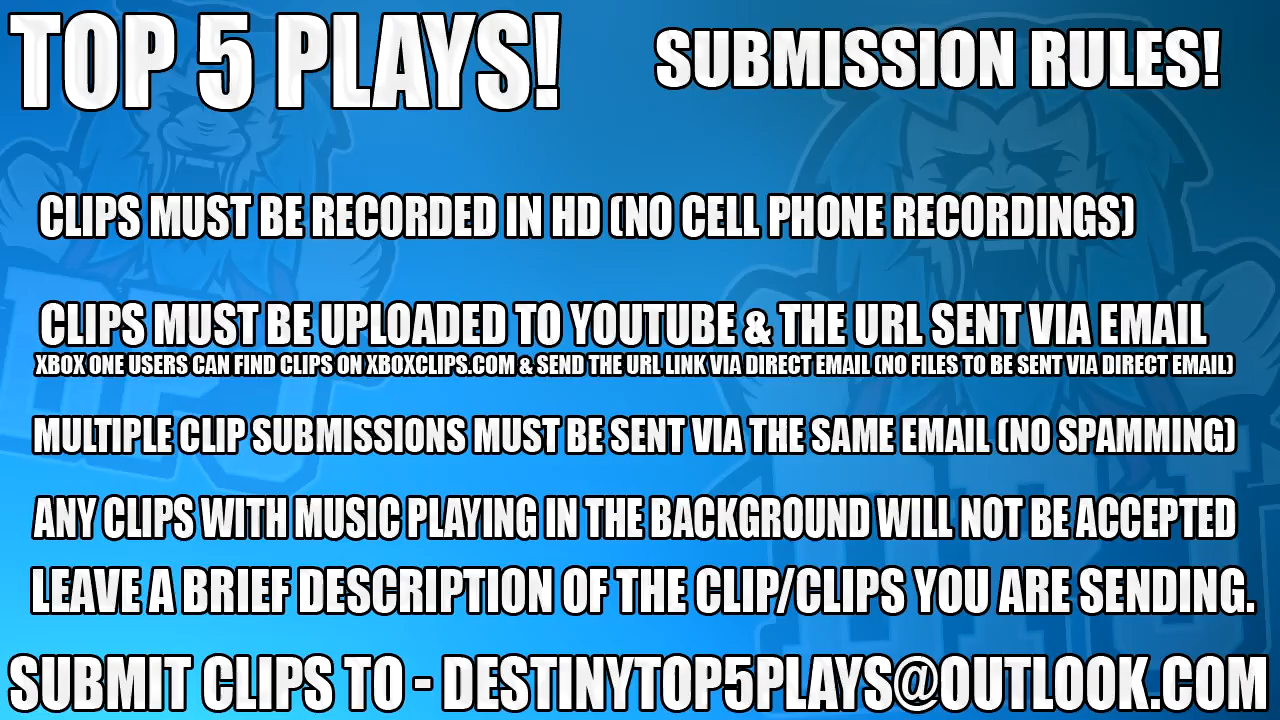 TOP 5 PLAYS!
SUBMISSION RULES!
CLIPS MUST BE RECORDED IN HD (NO CELL PHONE RECORDINGS)
CLIPS MUST BE UPLOADED TO YOUTUBE & THE URL SENT VIA EMAIL
XBOX ONE USERS CAN FIND CLIPS ON XBOXCLIPS.COM & SEND THE URL LINK VIA DIRECT EMAIL (NO FILES TO BE SENT VIA DIRECT EMAIL)
MULTIPLE CLIP SUBMISSIONS MUST BE SENT VIA THE SAME EMAIL (NO SPAMMING)
ANY CLIPS WITH MUSIC PLAYING IN THE BACKGROUND WILL NOT BE ACCEPTED
LEAVE A BRIEF DESCRIPTION OF THE CLIP/CLIPS YOU ARE SENDING.
SUBMIT CLIPS TO - DESTINYTOP5PLAYS@OUTLOOK.COM